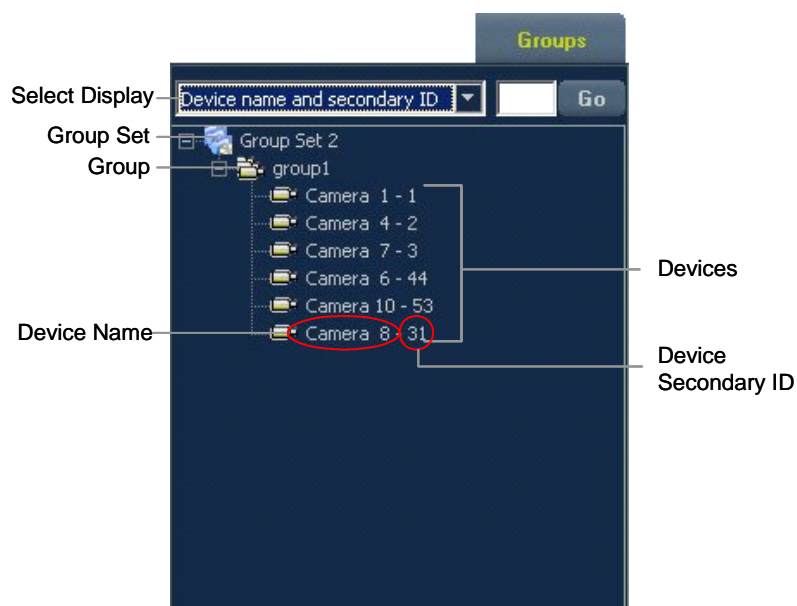 Groups
Select Display
Device name and secondary ID
Go
Group Set
Group Set 2
Group
group1
Camera 1 - 1
Camera 4 - 2
Camera 7 - 3
Camera 6 - 44
Devices
Camera 10 - 53
Device Name
Camera 8 - 31
Device
Secondary ID